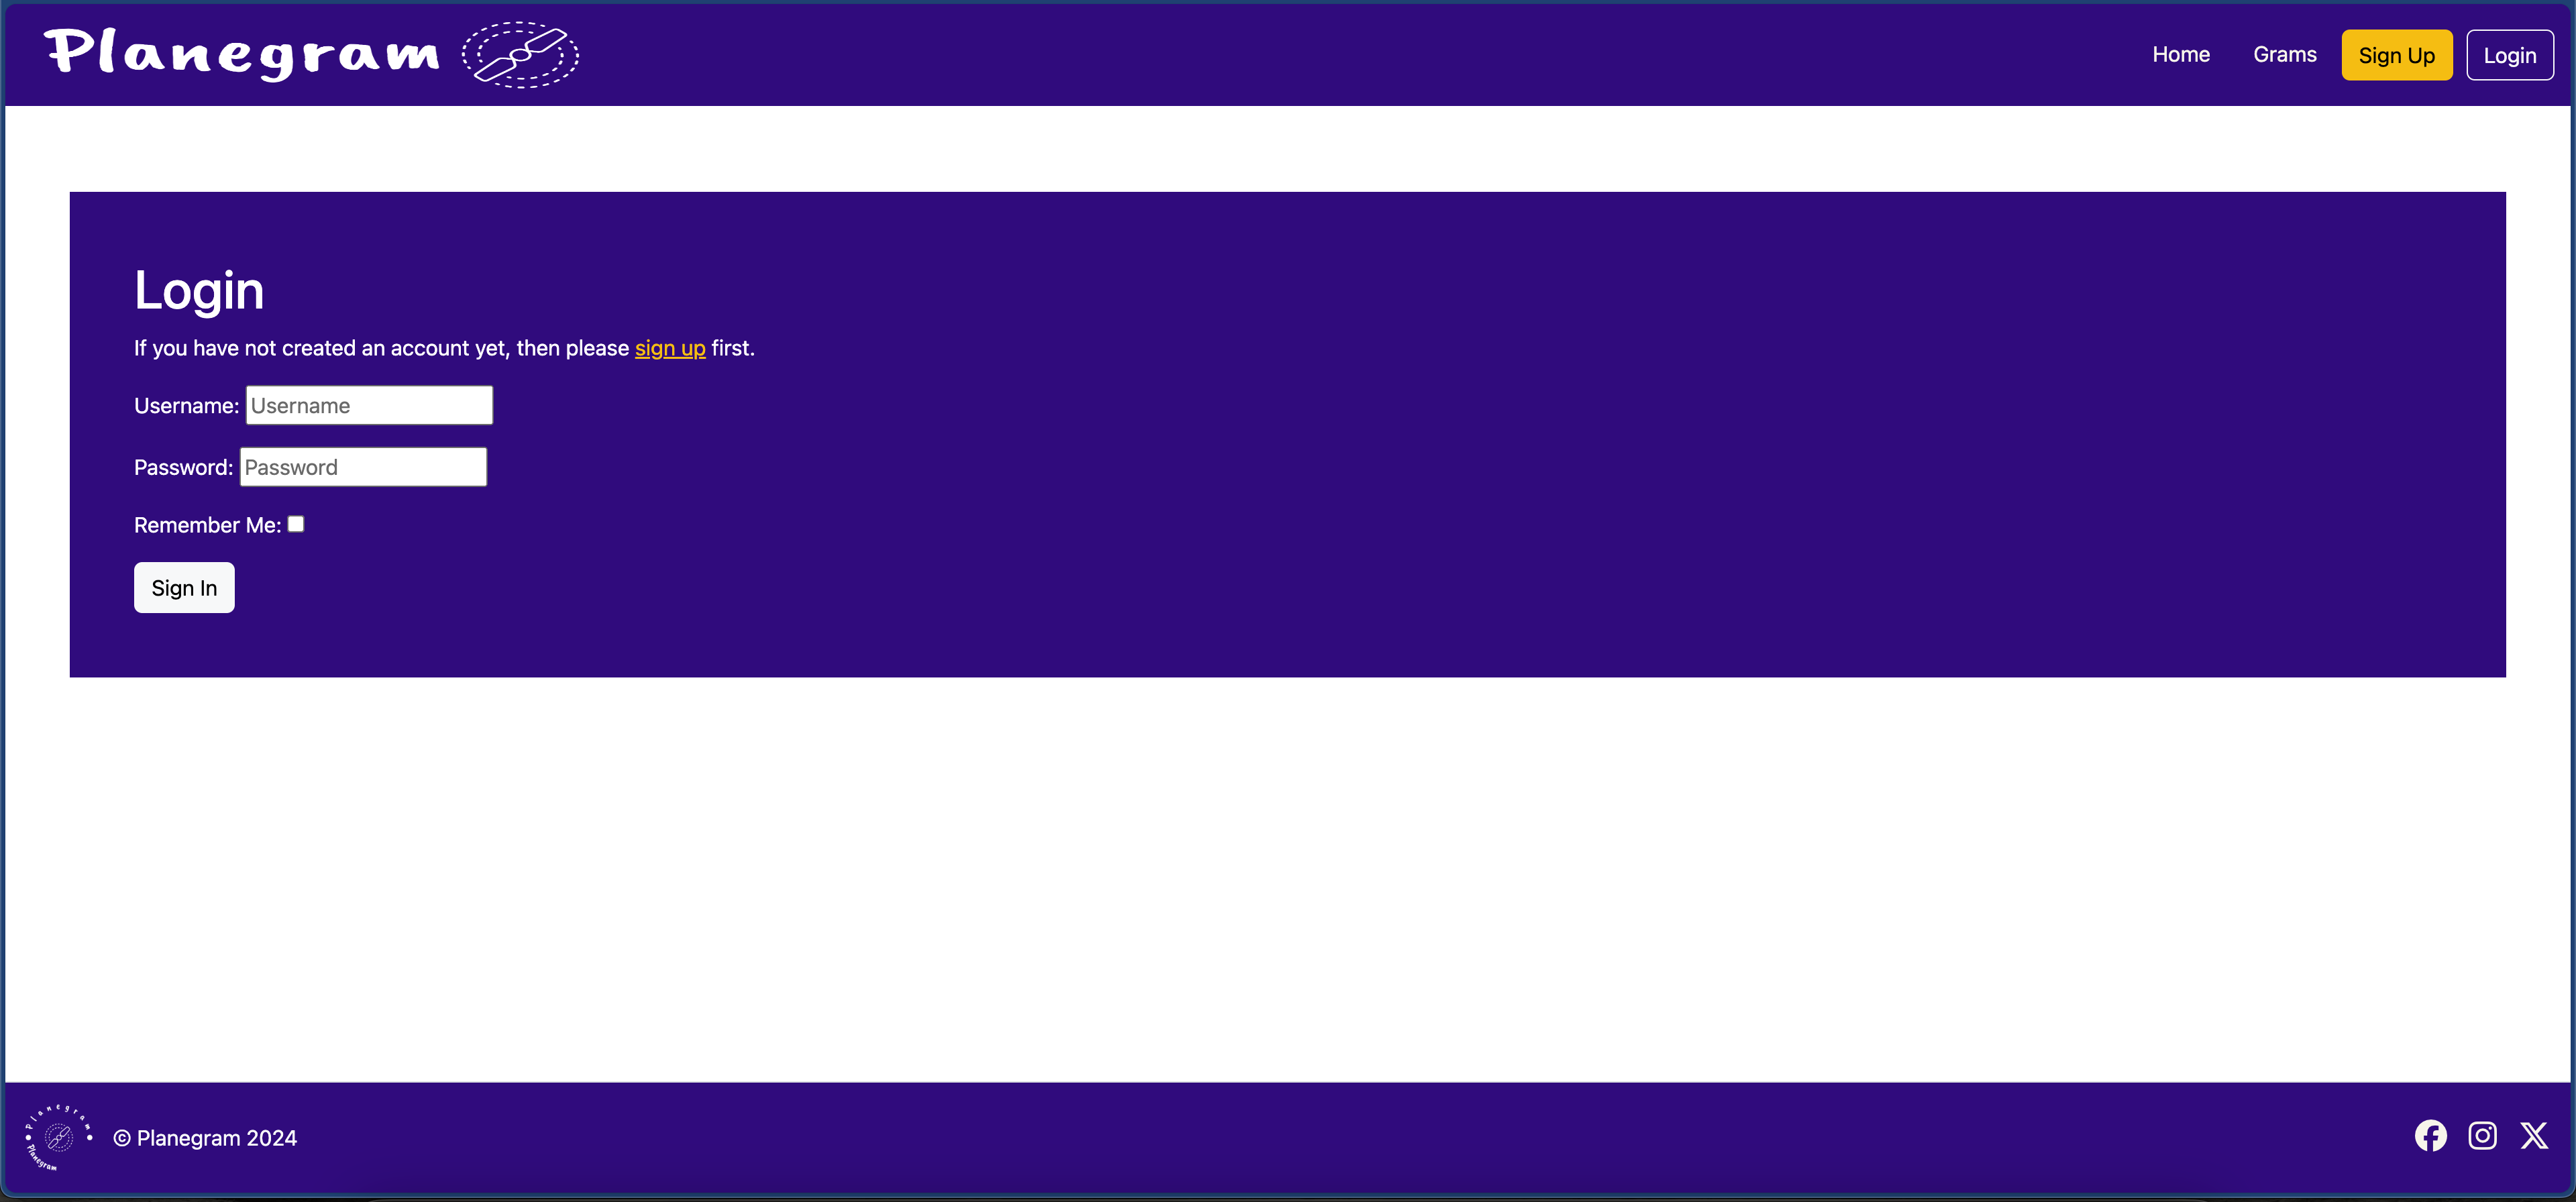 Planegram
Home Grams Sign Up Login
Login
If you have not created an account yet, then please sign up first.
Username: Username
Password: Password
Remember Me:
Sign In
Planegram
Planegram
© Planegram 2024